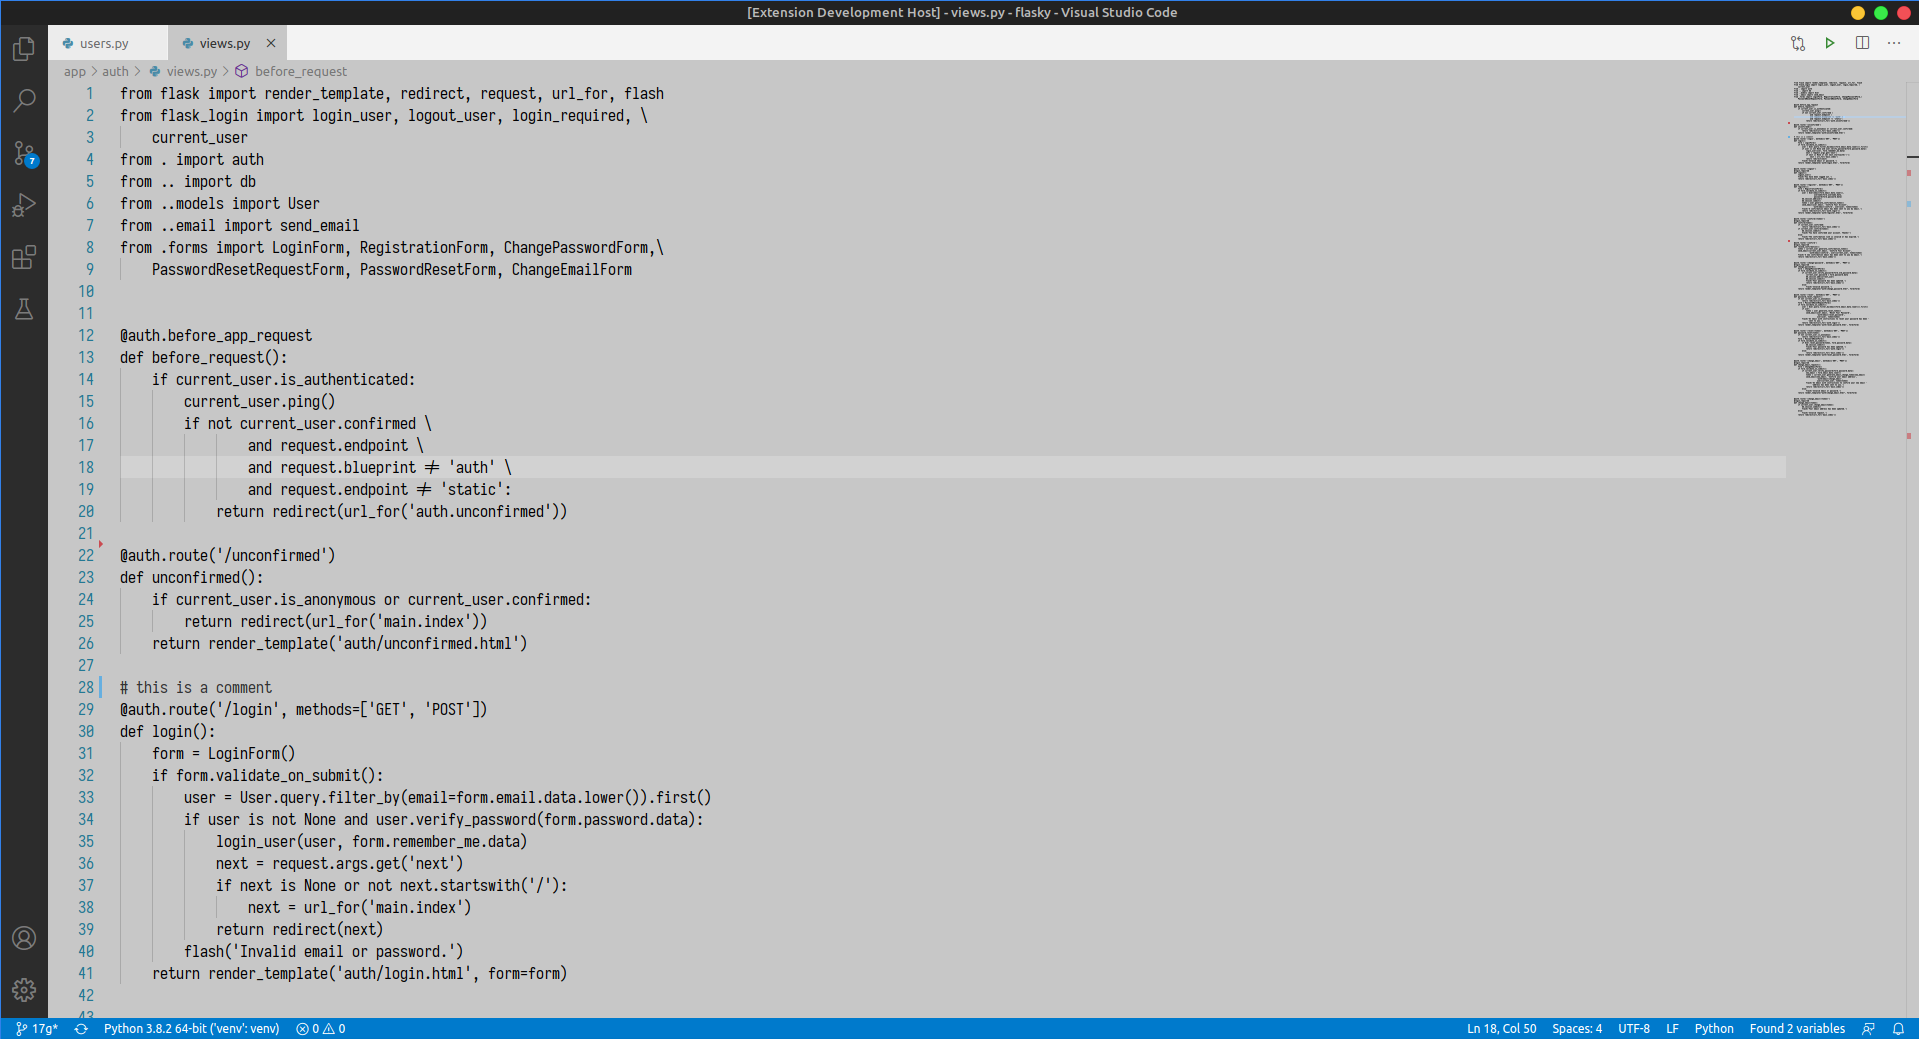 [Extension Development Host] - views.py - flasky - Visual Studio Code
users.py
views.py
app > auth > views.py > before_request
1 from flask import render_template, redirect, request, url_for, flash
2 from flask_login import login_user, logout_user, login_required, \
3 current_user
4 from . import auth
5 from .. import db
6 from ..models import User
7 from ..email import send_email
8 from .forms import LoginForm, RegistrationForm, ChangePasswordForm,\
9 PasswordResetRequestForm, PasswordResetForm, ChangeEmailForm
10
11
12 @auth.before_app_request
13 def before_request():
14 if current_user.is_authenticated:
15 current_user.ping()
16 if not current_user.confirmed \
17 and request.endpoint \
18 and request.blueprint ≠ 'auth' \
19 and request.endpoint ≠ 'static':
20 return redirect(url_for('auth.unconfirmed'))
21
22 @auth.route('/unconfirmed')
23 def unconfirmed():
24 if current_user.is_anonymous or current_user.confirmed:
25 return redirect(url_for('main.index'))
26 return render_template('auth/unconfirmed.html')
27
28 # this is a comment
29 @auth.route('/login', methods=['GET', 'POST'])
30 def login():
31 form = LoginForm()
32 if form.validate_on_submit():
33 user = User.query.filter_by(email=form.email.data.lower()).first()
34 if user is not None and user.verify_password(form.password.data):
35 login_user(user, form.remember_me.data)
36 next = request.args.get('next')
37 if next is None or not next.startswith('/'):
38 next = url_for('main.index')
39 return redirect(next)
40 flash('Invalid email or password.')
41 return render_template('auth/login.html', form=form)
42
43
7
17g*
Python 3.8.2 64-bit ('venv': venv)
0
0
Ln 18, Col 50
Spaces: 4
UTF-8
LF
Python
Found 2 variables